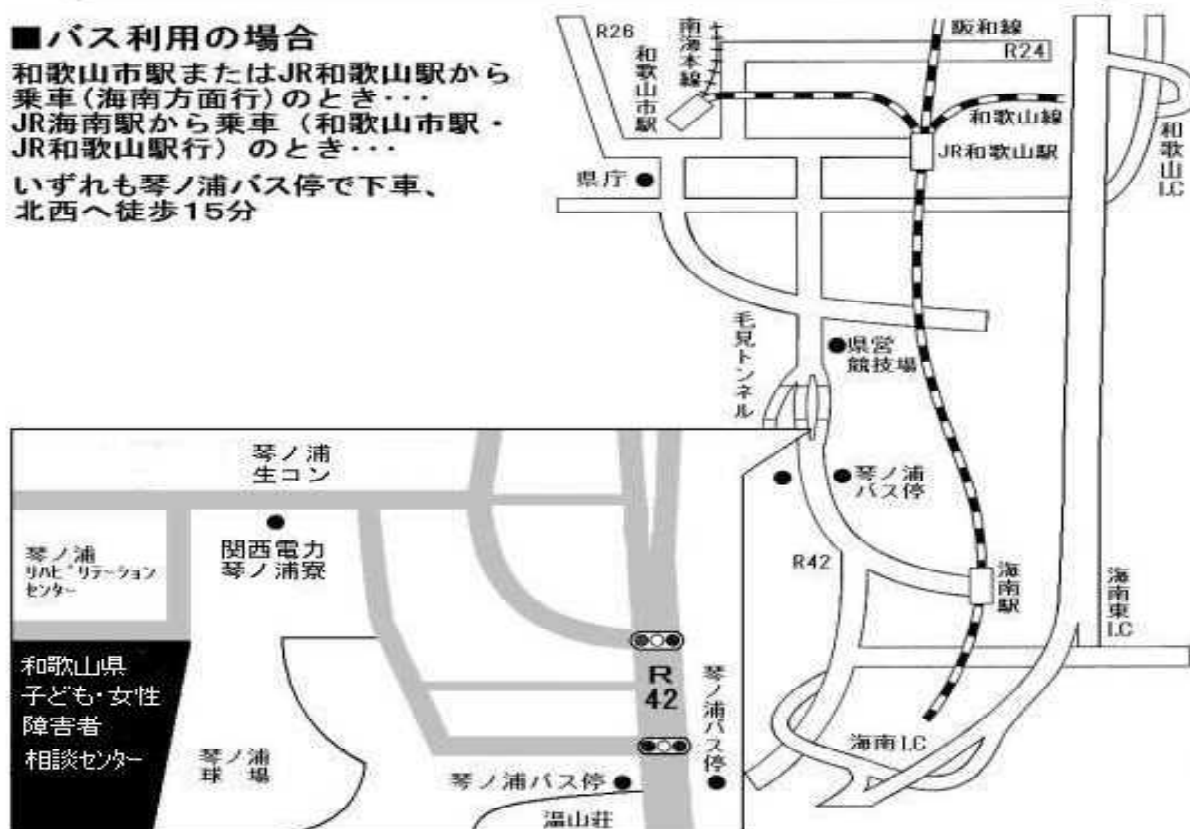 ■バス利用の場合
和歌山市駅またはJR和歌山駅から
乗車(海南方面行)のとき・・・
JR海南駅から乗車（和歌山市駅・
JR和歌山駅行）のとき・・・
いずれも琴ノ浦バス停で下車、
北西へ徒歩15分
R26
南海本線
和歌山市駅
阪和線
R24
和歌山線
JR和歌山駅
和歌山I.C
県庁
毛見トンネル
県営
競技場
琴ノ浦
バス停
R42
海南駅
海南東I.C
海南I.C
琴ノ浦
生コン
関西電力
琴ノ浦寮
琴ノ浦
ﾘﾊﾋﾞﾘﾃｰｼｮﾝ
ｾﾝﾀｰ
和歌山県
子ども・女性
障害者
相談センター
琴ノ浦
球場
R
42
琴ノ浦バス停
琴ノ浦バス停
温山荘